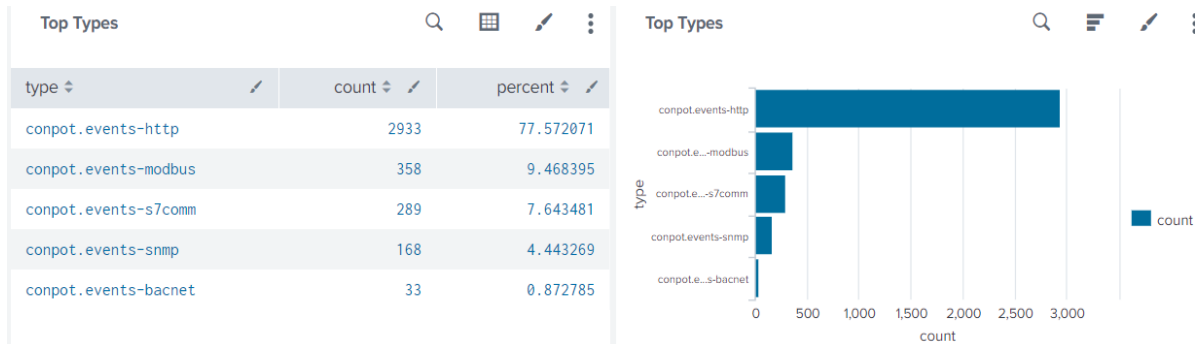 Top Types
type count percent
conpot.events-http 2933 77.572071
conpot.events-modbus 358 9.468395
conpot.events-s7comm 289 7.643481
conpot.events-snmp 168 4.443269
conpot.events-bacnet 33 0.872785
Top Types
type
conpot.events-http
conpot.e...-modbus
conpot.e...-s7comm
conpot.events-snmp
conpot.e...s-bacnet
0 500 1,000 1,500 2,000 2,500 3,000
count
count